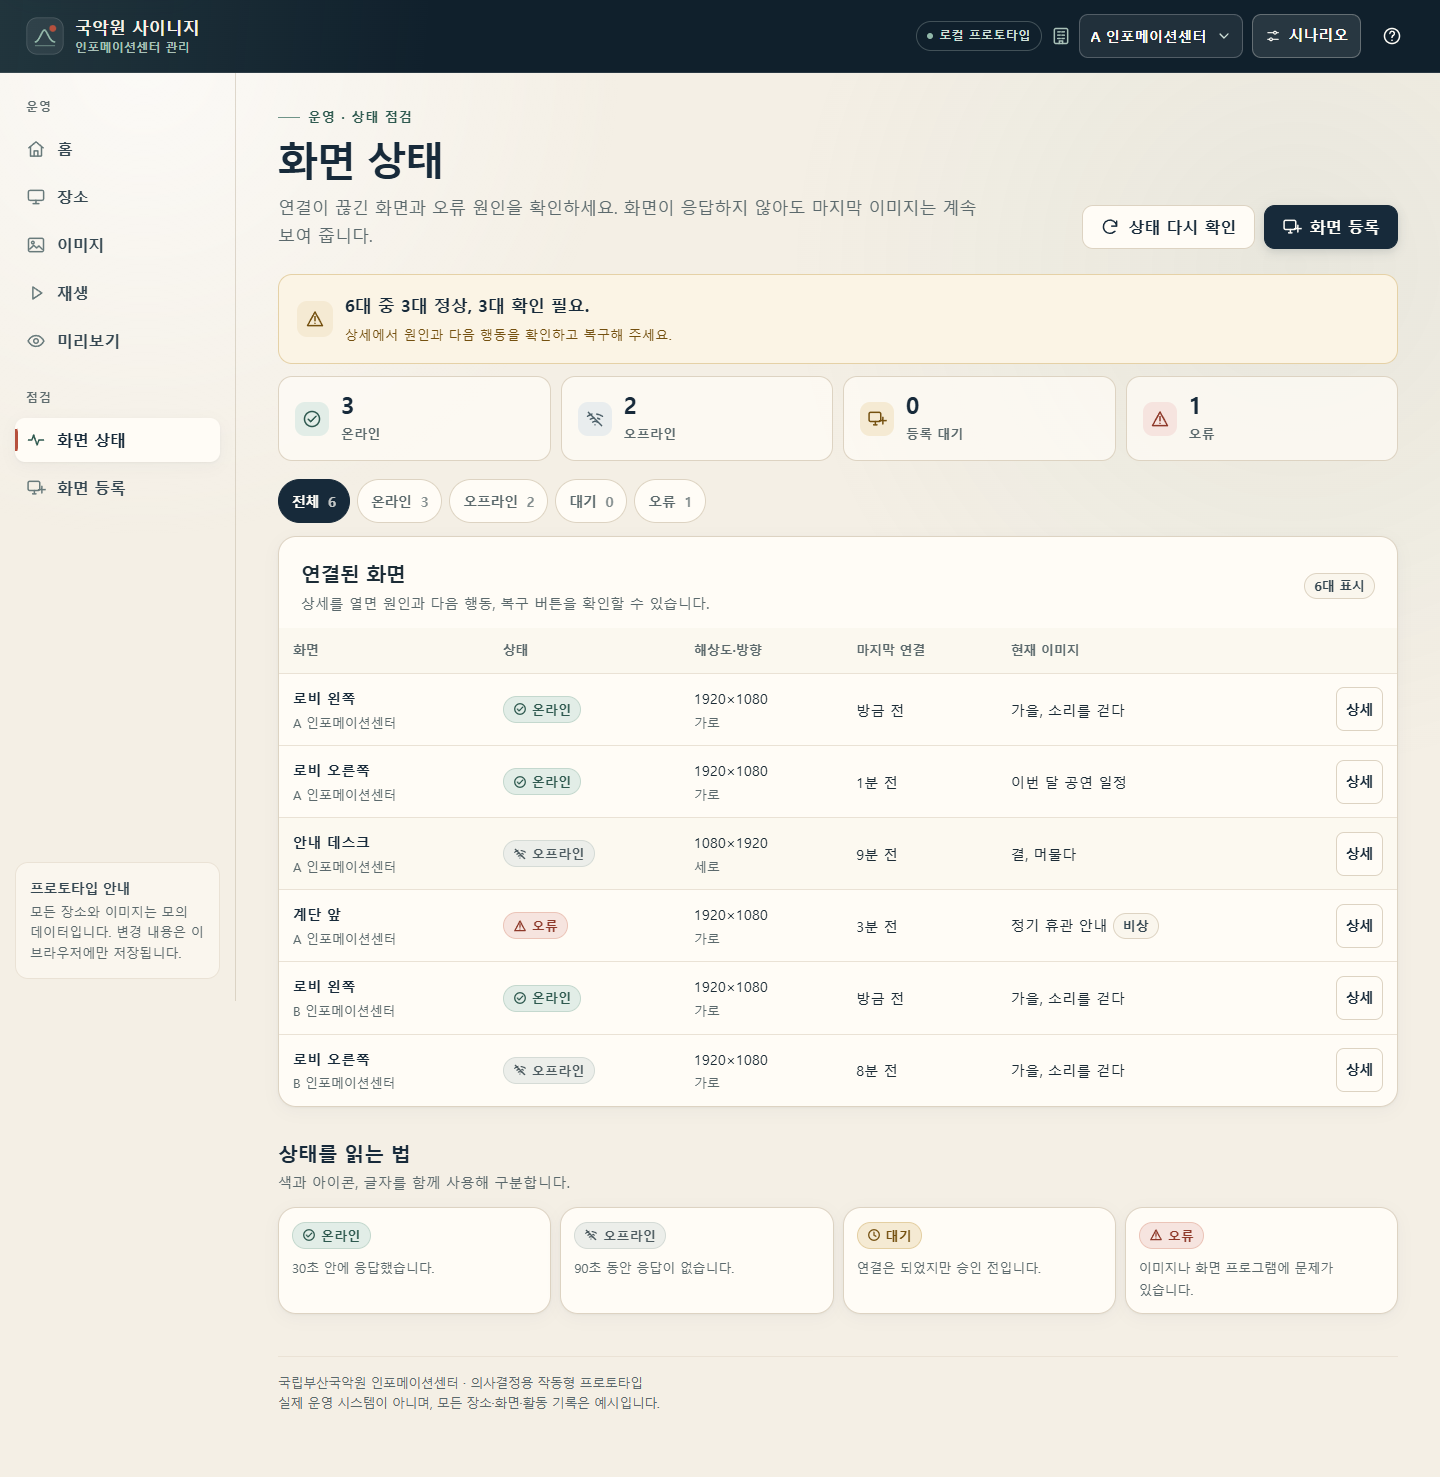 국악원 사이니지
인포메이션센터 관리
로컬 프로토타입
A 인포메이션센터
시나리오
운영
홈
장소
이미지
재생
미리보기
점검
화면 상태
화면 등록
프로토타입 안내
모든 장소와 이미지는 모의
데이터입니다. 변경 내용은 이
브라우저에만 저장됩니다.
운영 · 상태 점검
화면 상태
연결이 끊긴 화면과 오류 원인을 확인하세요. 화면이 응답하지 않아도 마지막 이미지는 계속
보여 줍니다.
상태 다시 확인
화면 등록
6대 중 3대 정상, 3대 확인 필요.
상세에서 원인과 다음 행동을 확인하고 복구해 주세요.
3
온라인
2
오프라인
0
등록 대기
1
오류
전체 6
온라인 3
오프라인 2
대기 0
오류 1
연결된 화면
상세를 열면 원인과 다음 행동, 복구 버튼을 확인할 수 있습니다.
6대 표시
화면 상태 해상도·방향 마지막 연결 현재 이미지
로비 왼쪽
A 인포메이션센터
온라인
1920×1080
가로
방금 전
가을, 소리를 걷다
상세
로비 오른쪽
A 인포메이션센터
온라인
1920×1080
가로
1분 전
이번 달 공연 일정
상세
안내 데스크
A 인포메이션센터
오프라인
1080×1920
세로
9분 전
결, 머물다
상세
계단 앞
A 인포메이션센터
오류
1920×1080
가로
3분 전
정기 휴관 안내 비상
상세
로비 왼쪽
B 인포메이션센터
온라인
1920×1080
가로
방금 전
가을, 소리를 걷다
상세
로비 오른쪽
B 인포메이션센터
오프라인
1920×1080
가로
8분 전
가을, 소리를 걷다
상세
상태를 읽는 법
색과 아이콘, 글자를 함께 사용해 구분합니다.
온라인
30초 안에 응답했습니다.
오프라인
90초 동안 응답이 없습니다.
대기
연결은 되었지만 승인 전입니다.
오류
이미지나 화면 프로그램에 문제가
있습니다.
국립부산국악원 인포메이션센터 · 의사결정용 작동형 프로토타입
실제 운영 시스템이 아니며, 모든 장소·화면·활동 기록은 예시입니다.